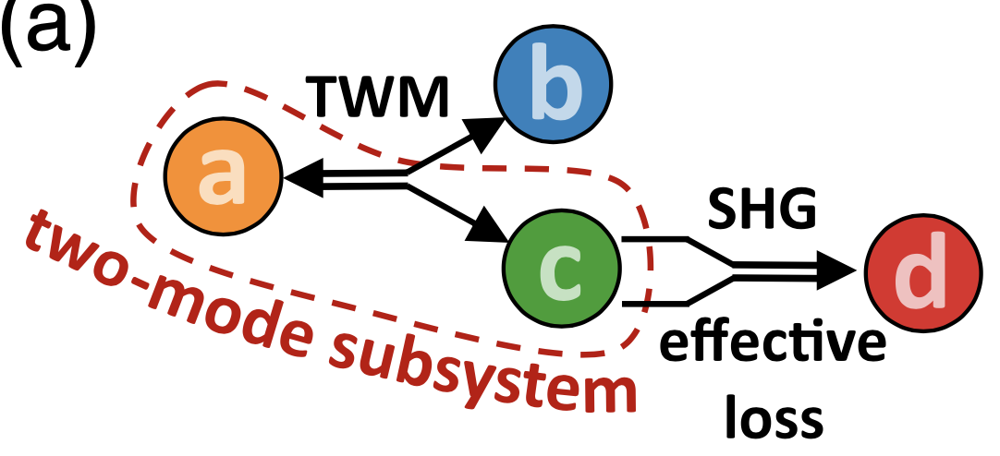 (a)
TWM
b
a
SHG
c
d
two-mode subsystem
effective
loss